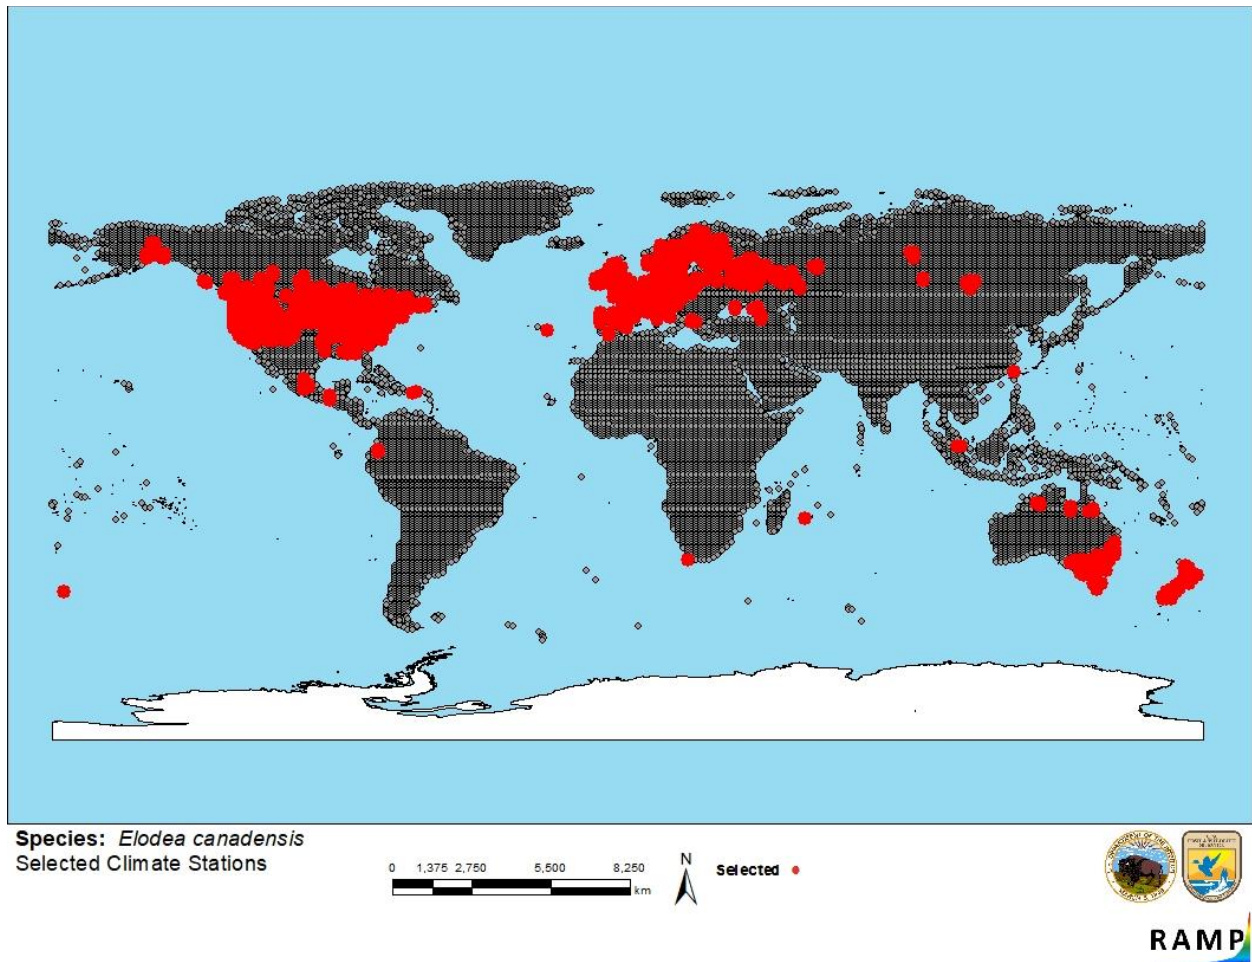 Species: Elodea canadensis
Selected Climate Stations
0 1,375 2,750 5,500 8,250
km
N
Selected
RAMP